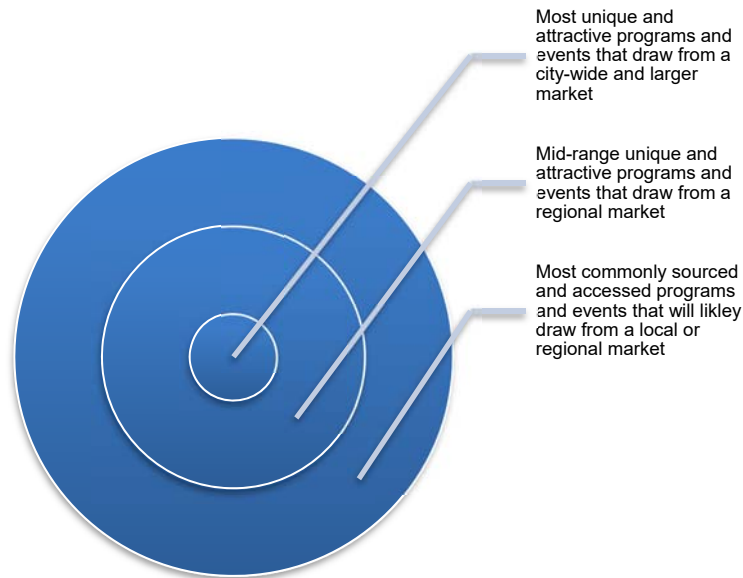 Most unique and
attractive programs and
events that draw from a
city-wide and larger
market
Mid-range unique and
attractive programs and
events that draw from a
regional market
Most commonly sourced
and accessed programs
and events that will likley
draw from a local or
regional market